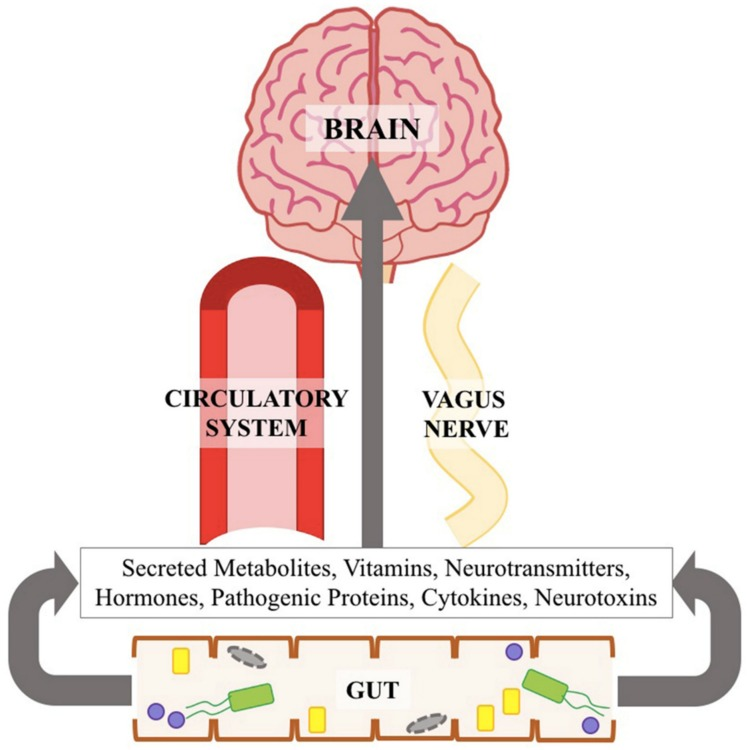 BRAIN
CIRCULATORY
SYSTEM
VAGUS
NERVE
Secreted Metabolites, Vitamins, Neurotransmitters,
Hormones, Pathogenic Proteins, Cytokines, Neurotoxins
GUT